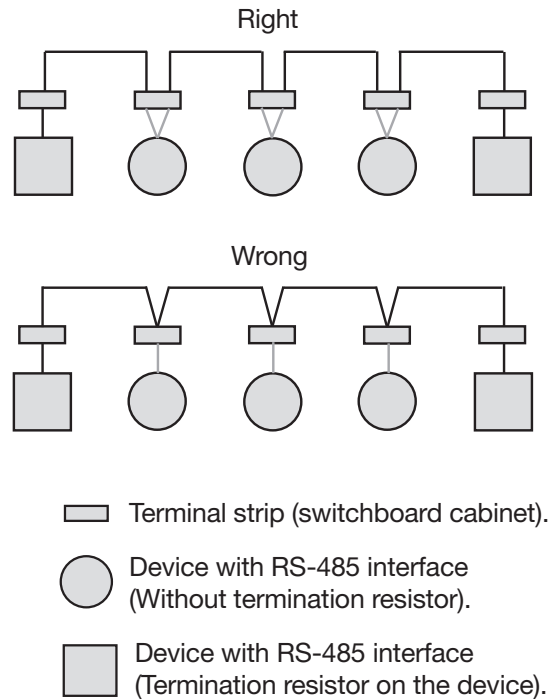 Right
Wrong
Terminal strip (switchboard cabinet).
Device with RS-485 interface
(Without termination resistor).
Device with RS-485 interface
(Termination resistor on the device).